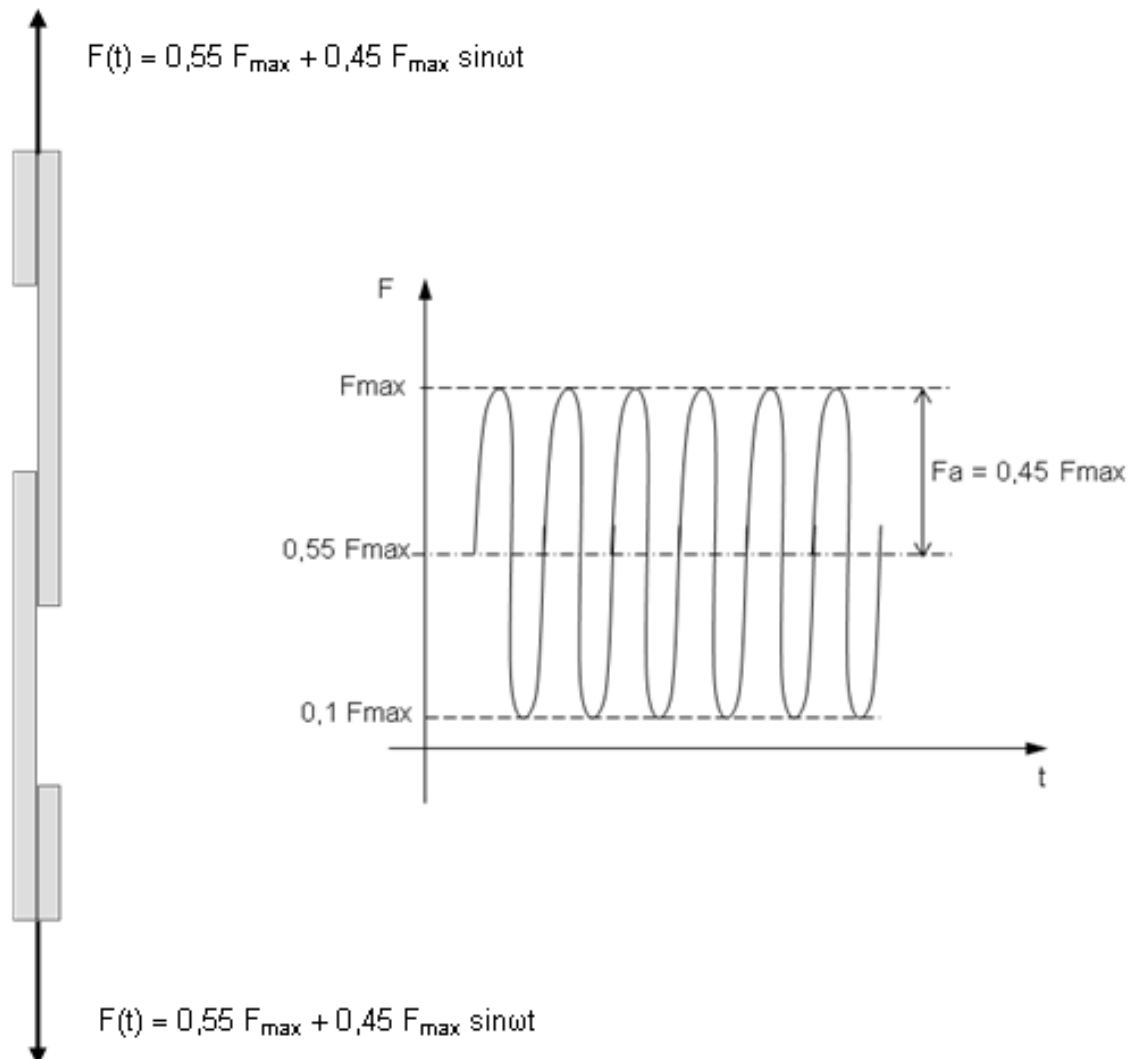 F(t) = 0,55 Fmax + 0,45 Fmax sinωt
F
Fmax
Fa = 0,45 Fmax
0,55 Fmax
0,1 Fmax
t
F(t) = 0,55 Fmax + 0,45 Fmax sinωt